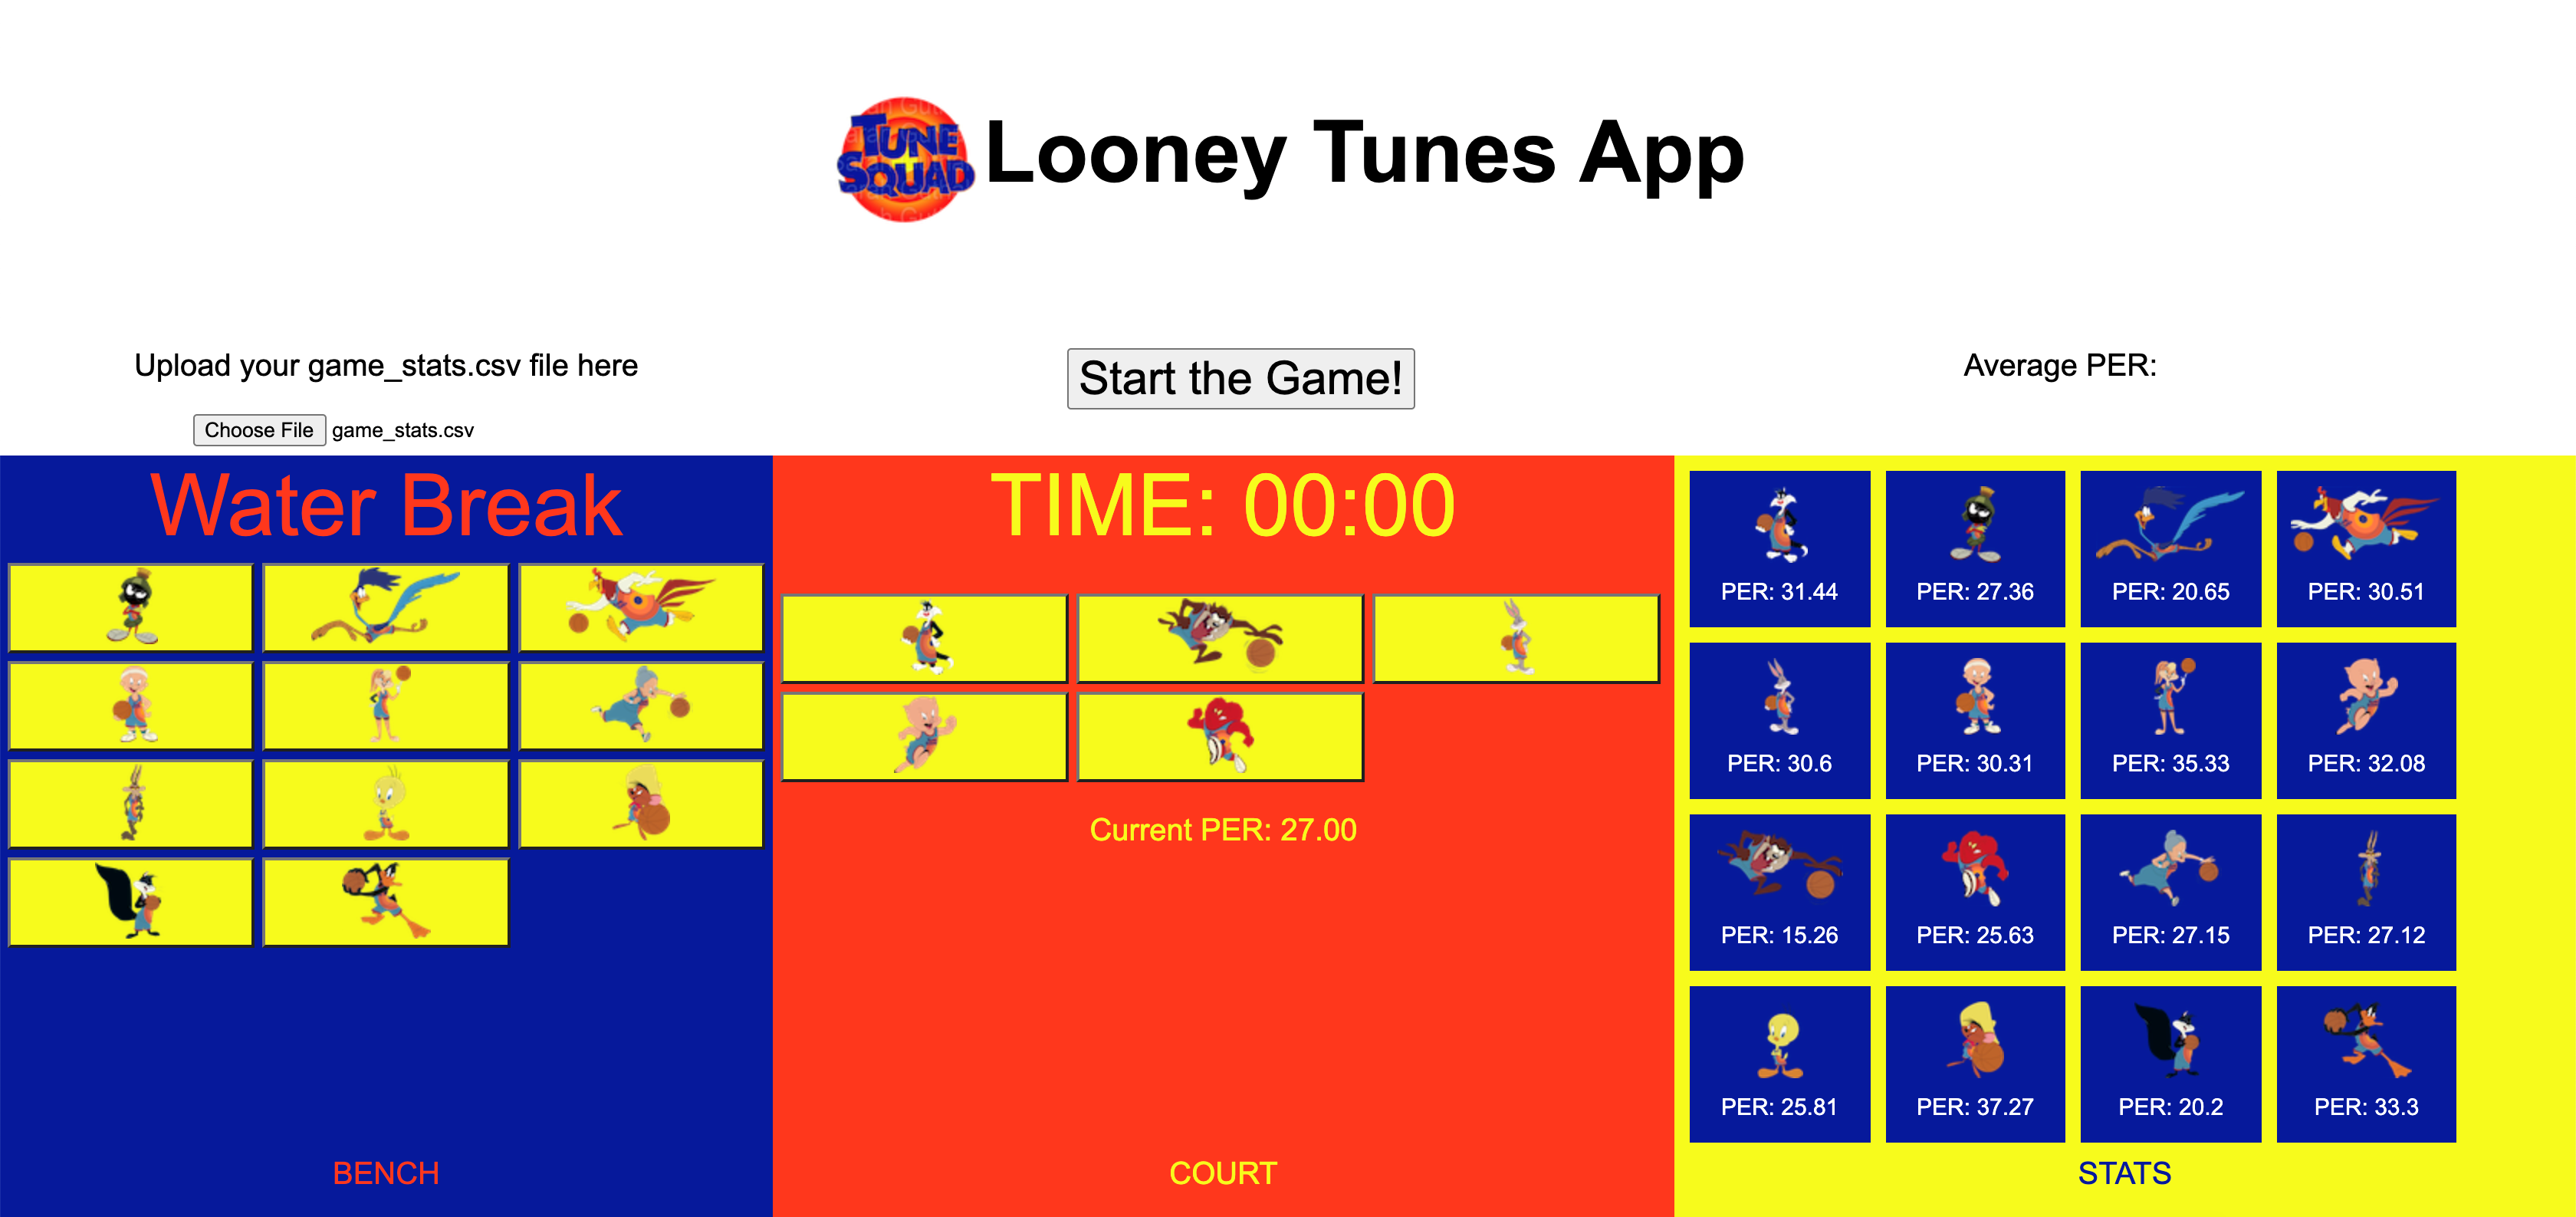 TUNE
SQUAD
Looney Tunes App
Upload your game_stats.csv file here
Choose File game_stats.csv
Start the Game!
Average PER:
Water Break
BENCH
TIME: 00:00
Current PER: 27.00
COURT
PER: 31.44 PER: 27.36 PER: 20.65 PER: 30.51
PER: 30.6 PER: 30.31 PER: 35.33 PER: 32.08
PER: 15.26 PER: 25.63 PER: 27.15 PER: 27.12
PER: 25.81 PER: 37.27 PER: 20.2 PER: 33.3
STATS